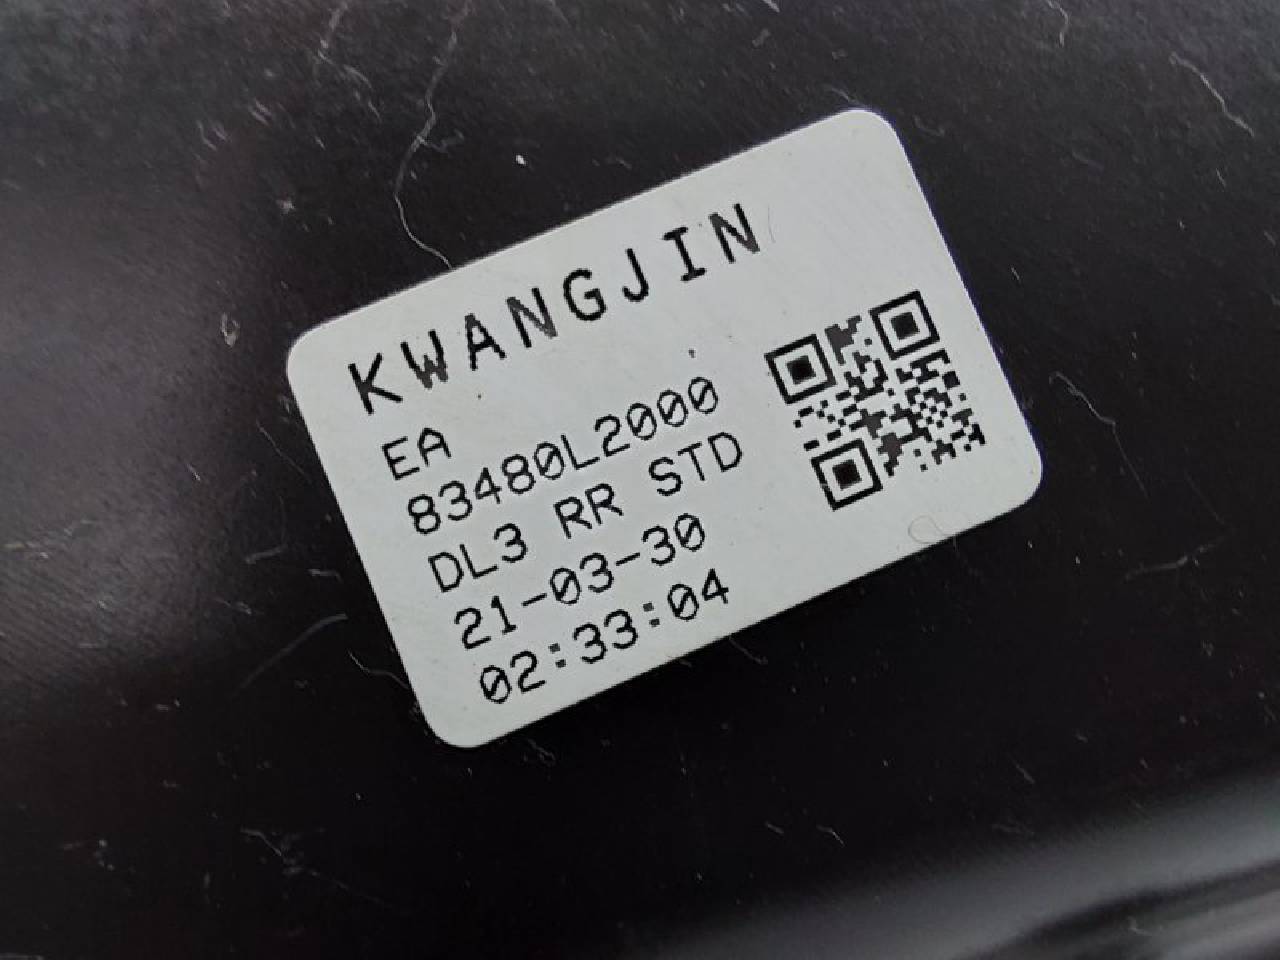 KWANGJIN
EA
83480L2000
DL3 RR STD
21-03-30
02:33:04